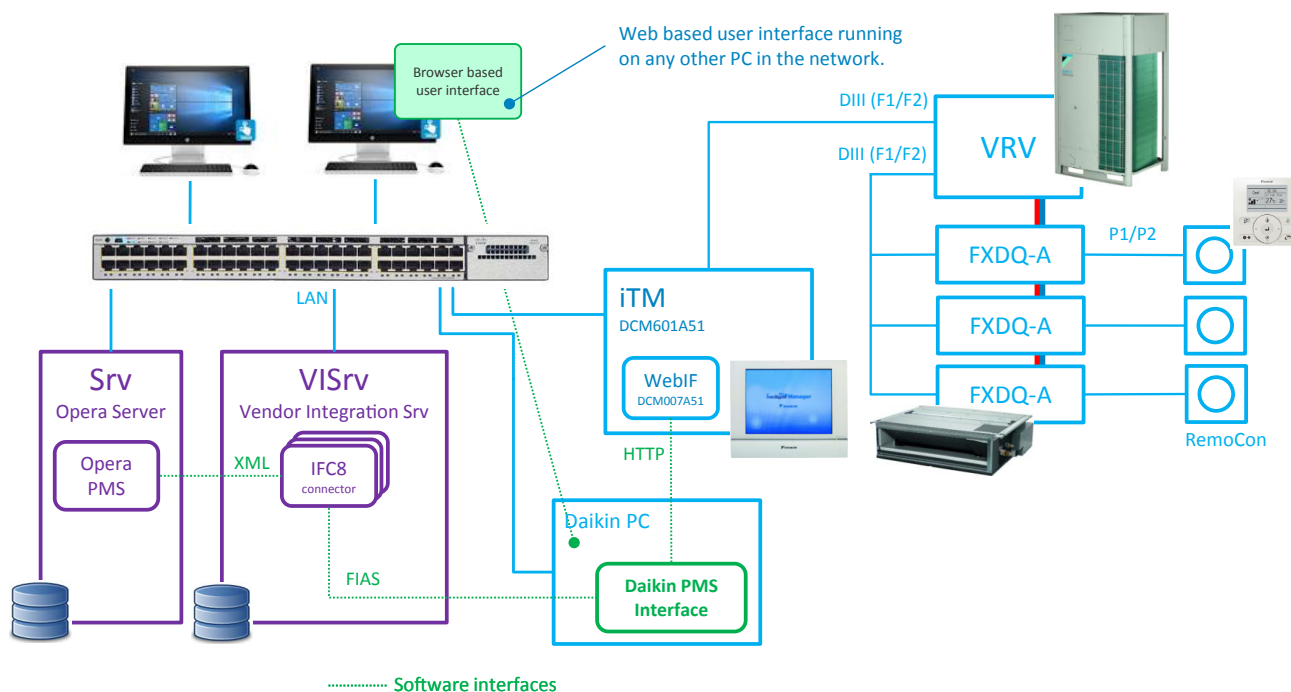 Web based user interface running
on any other PC in the network.
Browser based
user interface
DIII (F1/F2)
VRV
DIII (F1/F2)
P1/P2
FXDQ-A
LAN
iTM
DCM601A51
FXDQ-A
Srv
Opera Server
VISrv
Vendor Integration Srv
WebIF
DCM007A51
FXDQ-A
RemoCon
HTTP
Opera
PMS
XML
IFC8
connector
Daikin PC
FIAS
Daikin PMS
Interface
Software interfaces